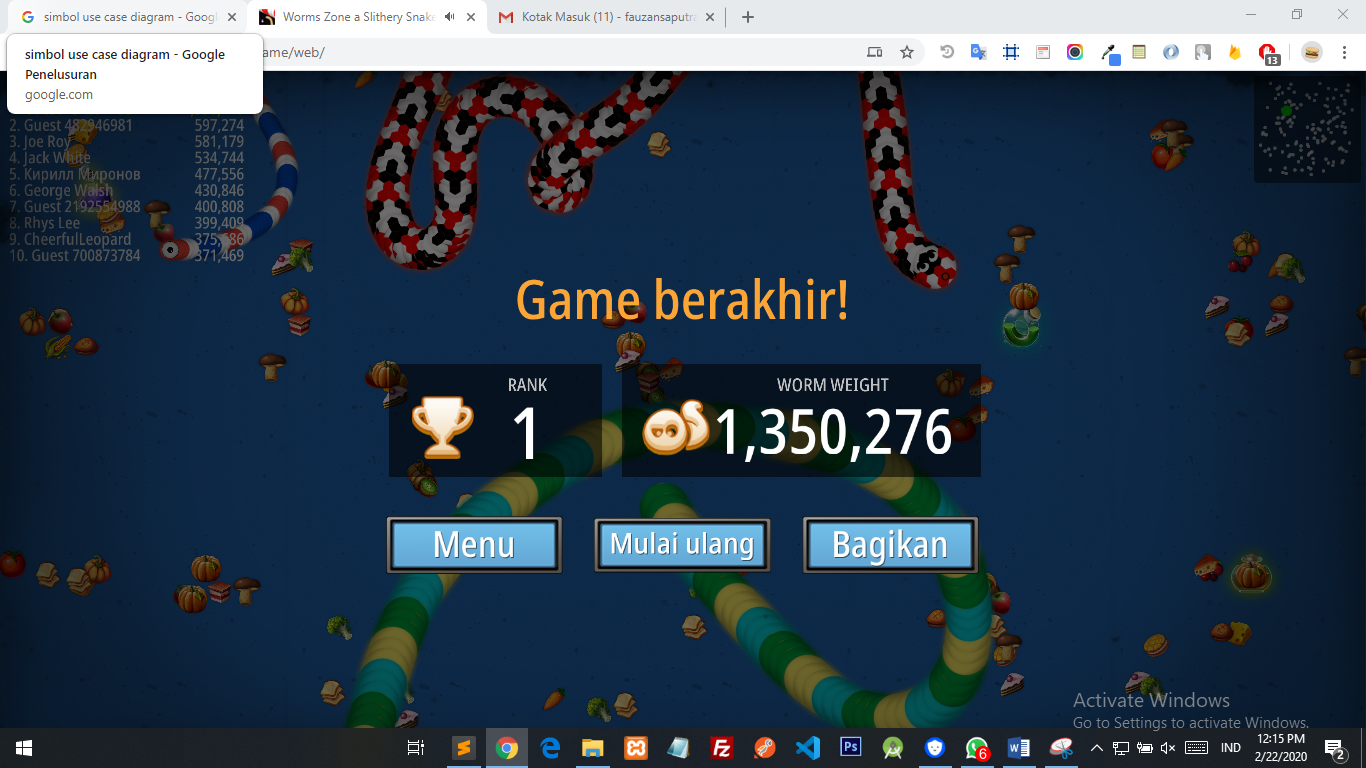 simbol use case diagram - Googl
Worms Zone a Slithery Snake
Kotak Masuk (11) - fauzansaputra
simbol use case diagram - Google
Penelusuran
google.com
ame/web/
13
2. Guest 482946981 597,274
3. Joe Roy 581,179
4. Jack White 534,744
5. Кирилл Миронов 477,556
6. George Walsh 430,846
7. Guest 2192554988 400,808
8. Rhys Lee 399,409
9. CheerfulLeopard 375,686
10. Guest 700873784 371,469
Game berakhir!
RANK
1
WORM WEIGHT
1,350,276
Menu
Mulai ulang
Bagikan
Activate Windows
Go to Settings to activate Windows.
Fz
Ps
6
IND
12:15 PM
2/22/2020
2